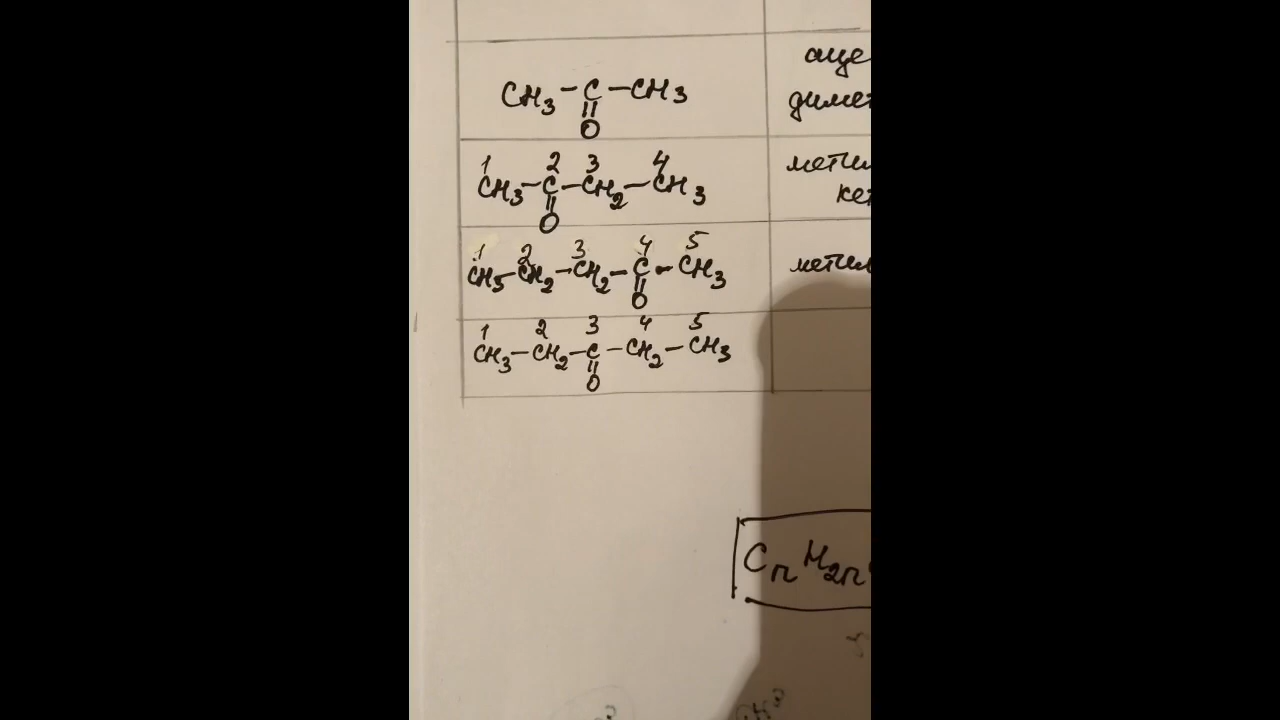 CH3 – C – CH3
||
O
аце
димет
1 2 3 4
CH3 – C – CH2 – CH3
||
O
метил
кет
1 2 3 4 5
CH3 – CH2 – CH2 – C – CH3
||
O
метил
1 2 3 4 5
CH3 – CH2 – C – CH2 – CH3
||
O
CnH2n